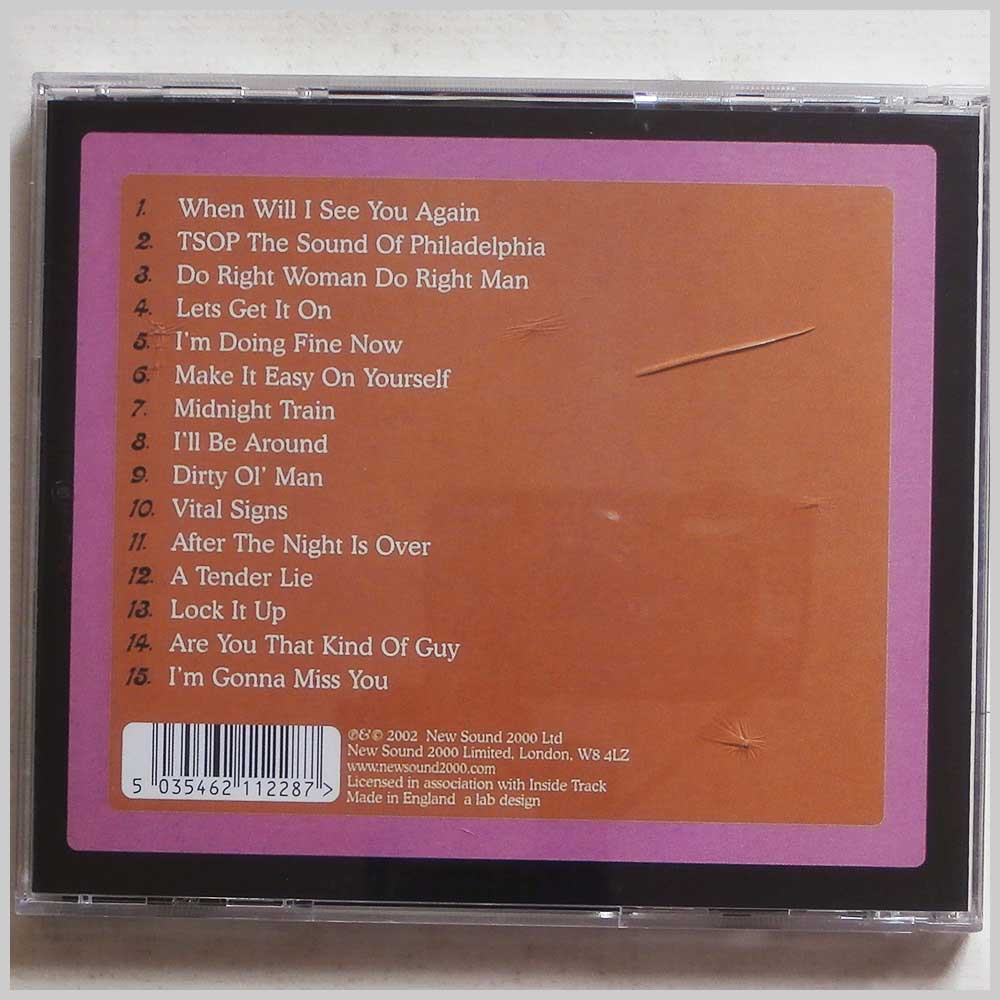 1. When Will I See You Again
2. TSOP The Sound Of Philadelphia
3. Do Right Woman Do Right Man
4. Lets Get It On
5. I'm Doing Fine Now
6. Make It Easy On Yourself
7. Midnight Train
8. I'll Be Around
9. Dirty Ol' Man
10. Vital Signs
11. After The Night Is Over
12. A Tender Lie
13. Lock It Up
14. Are You That Kind Of Guy
15. I'm Gonna Miss You
5 035462 112287 >
℗&© 2002 New Sound 2000 Ltd
New Sound 2000 Limited, London, W8 4LZ
www.newsound2000.com
Licensed in association with Inside Track
Made in England a lab design